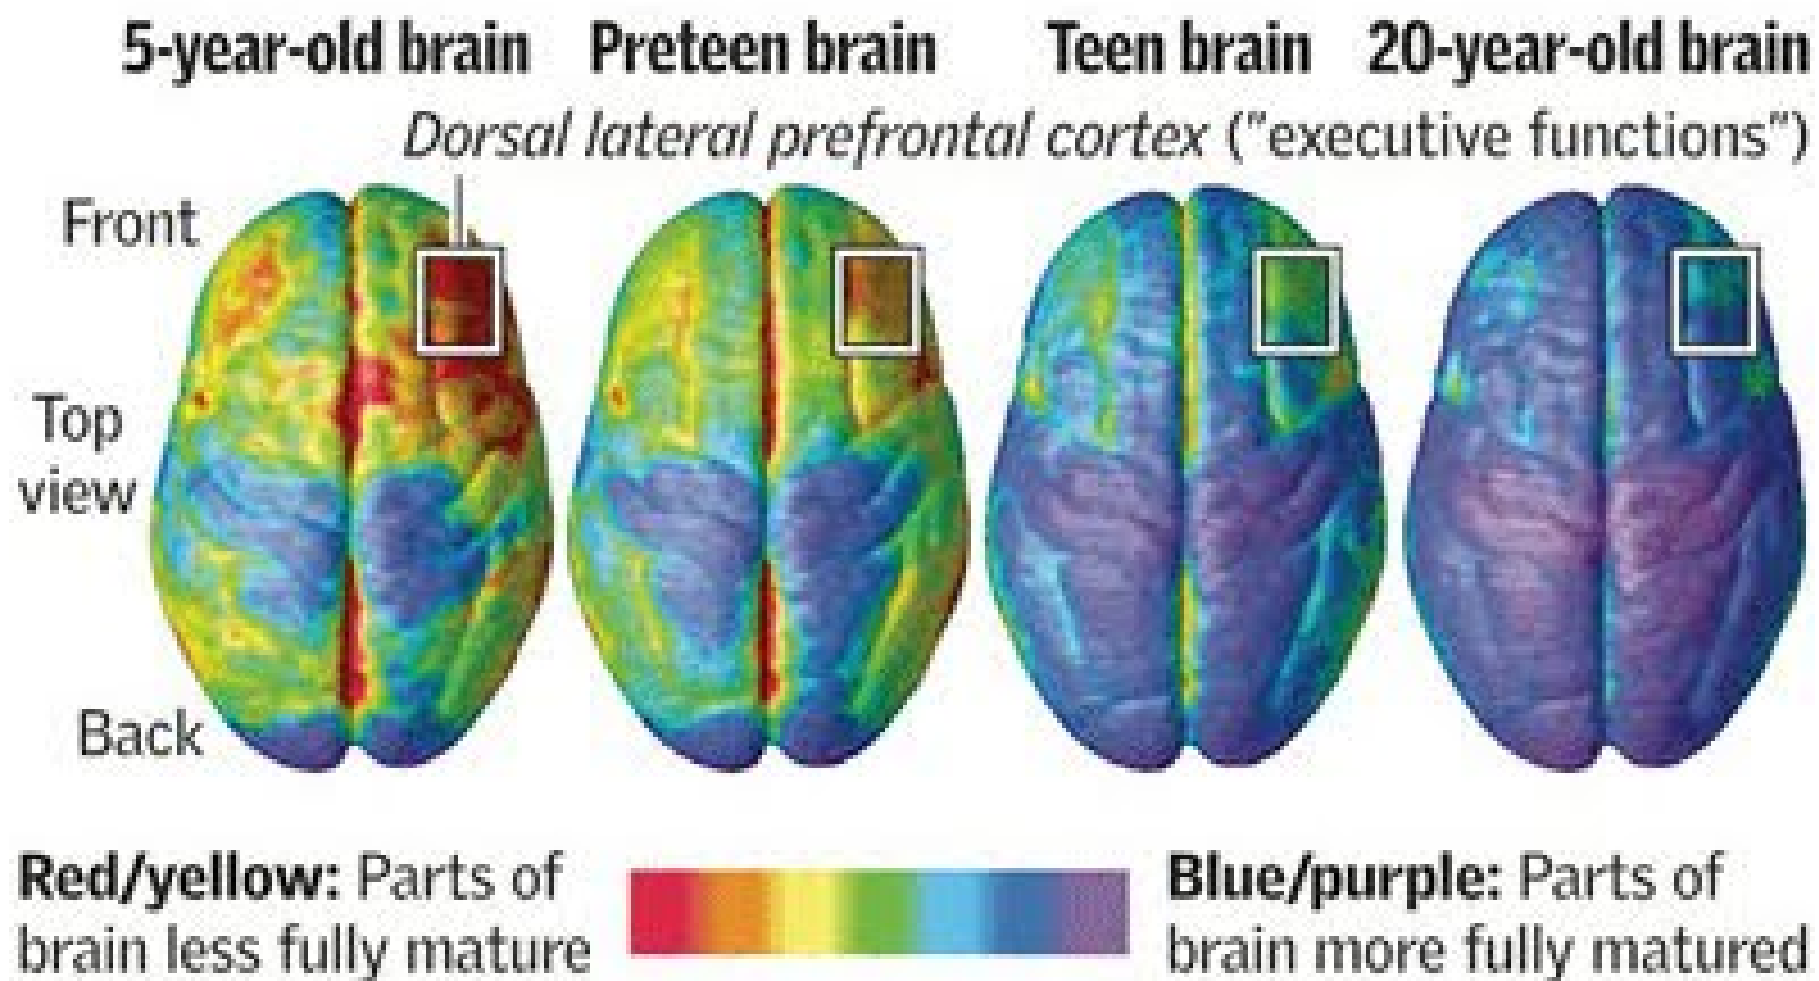 5-year-old brain
Preteen brain
Teen brain
20-year-old brain
Dorsal lateral prefrontal cortex ("executive functions")
Front
Top
view
Back
Red/yellow: Parts of
brain less fully mature
Blue/purple: Parts of
brain more fully matured